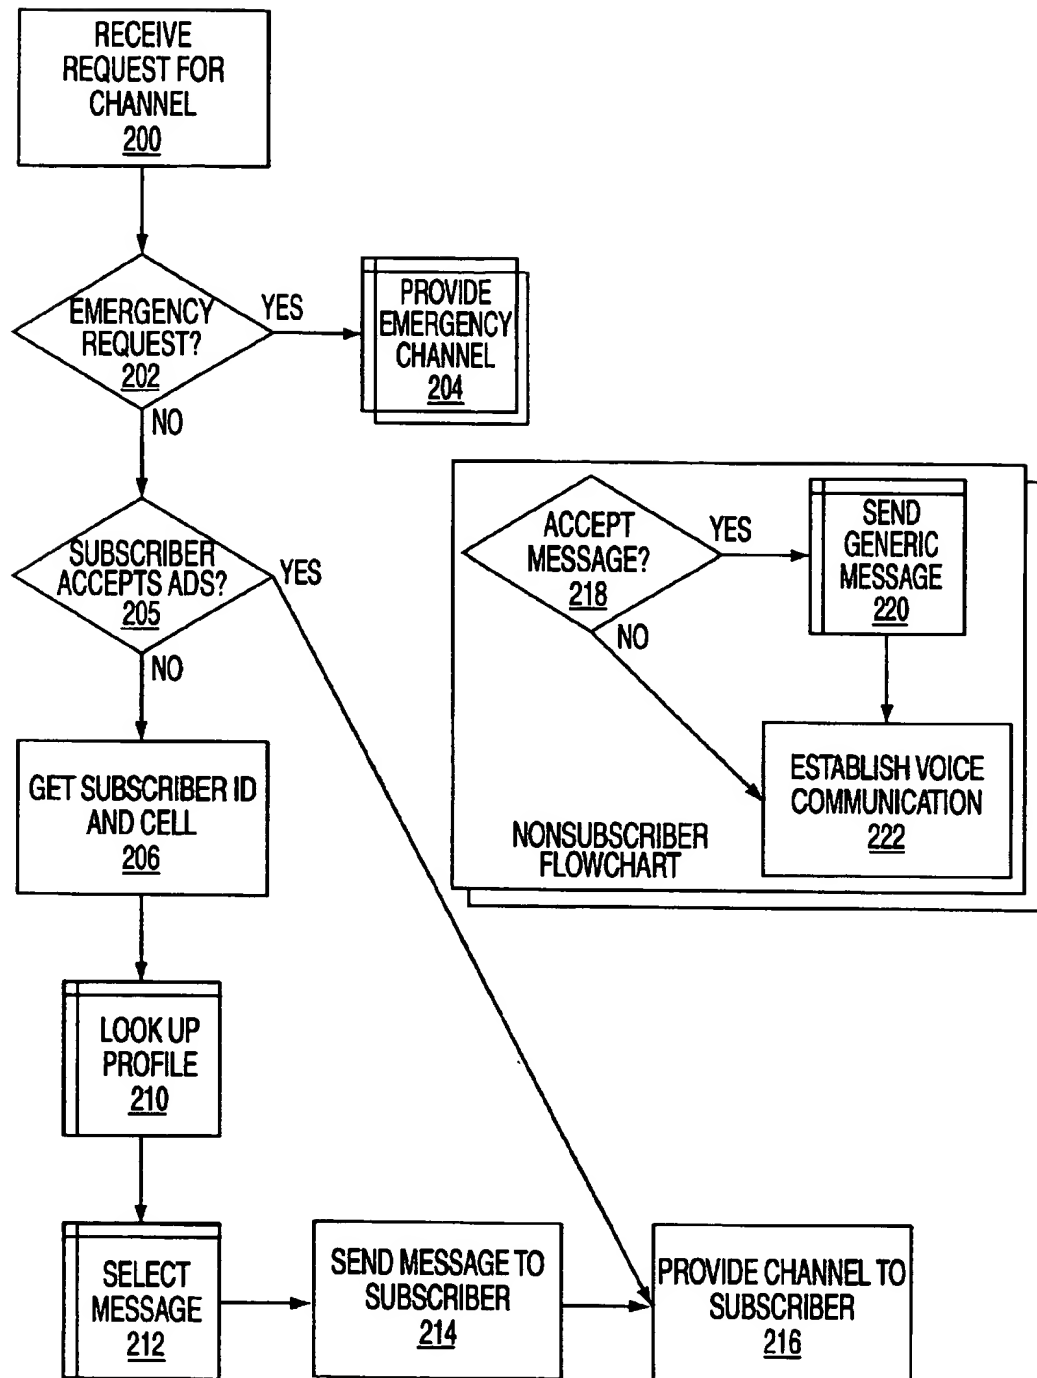 RECEIVE
REQUEST FOR
CHANNEL
200
EMERGENCY
REQUEST?
202
YES
NO
PROVIDE
EMERGENCY
CHANNEL
204
SUBSCRIBER
ACCEPTS ADS?
205
YES
NO
ACCEPT
MESSAGE?
218
YES
NO
SEND
GENERIC
MESSAGE
220
ESTABLISH VOICE
COMMUNICATION
222
NONSUBSCRIBER
FLOWCHART
GET SUBSCRIBER ID
AND CELL
206
LOOK UP
PROFILE
210
SELECT
MESSAGE
212
SEND MESSAGE TO
SUBSCRIBER
214
PROVIDE CHANNEL TO
SUBSCRIBER
216